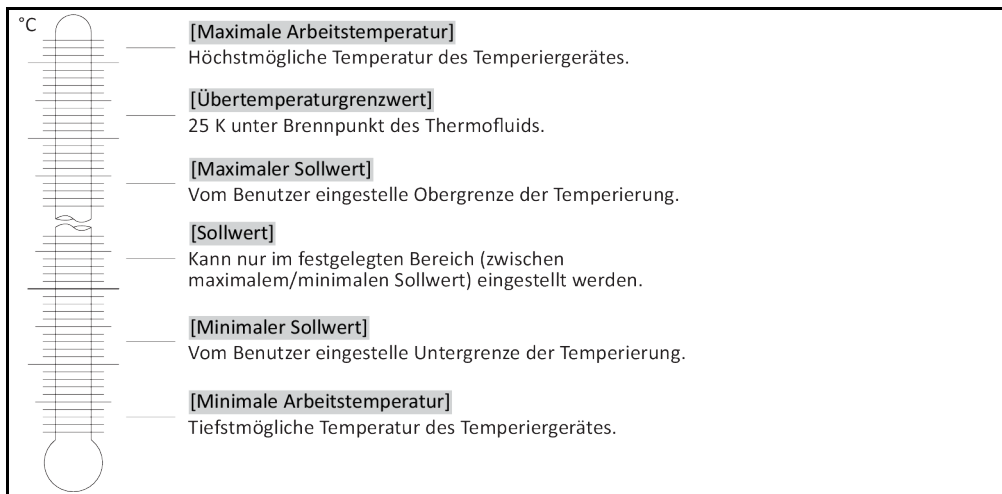 °C
[Maximale Arbeitstemperatur]
Höchstmögliche Temperatur des Temperiergerätes.
[Übertemperaturgrenzwert]
25 K unter Brennpunkt des Thermofluids.
[Maximaler Sollwert]
Vom Benutzer eingestelle Obergrenze der Temperierung.
[Sollwert]
Kann nur im festgelegten Bereich (zwischen
maximalem/minimalen Sollwert) eingestellt werden.
[Minimaler Sollwert]
Vom Benutzer eingestelle Untergrenze der Temperierung.
[Minimale Arbeitstemperatur]
Tiefstmögliche Temperatur des Temperiergerätes.